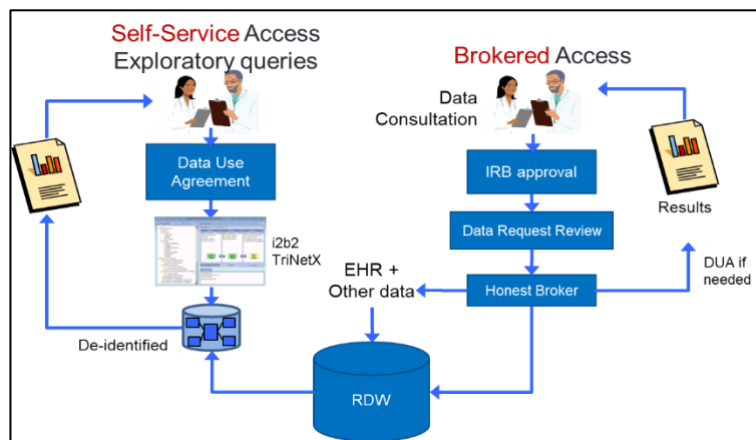 Self-Service Access
Exploratory queries
Data Use
Agreement
i2b2
TriNetX
De-identified
Brokered Access
Data
Consultation
IRB approval
Data Request Review
Honest Broker
Results
DUA if
needed
EHR +
Other data
RDW